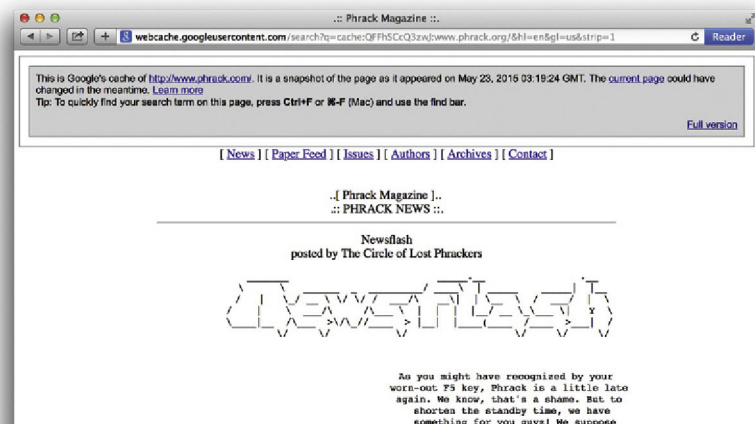 .:: Phrack Magazine ::.
webcache.googleusercontent.com/search?q=cache:QFFhSCcQ3zwJ:www.phrack.org/&hl=en&gl=us&strip=1
Reader
This is Google's cache of http://www.phrack.com/. It is a snapshot of the page as it appeared on May 23, 2015 03:19:24 GMT. The current page could have
changed in the meantime. Learn more
Tip: To quickly find your search term on this page, press Ctrl+F or ⌘-F (Mac) and use the find bar.
Full version
[ News ] [ Paper Feed ] [ Issues ] [ Authors ] [ Archives ] [ Contact ]
..[ Phrack Magazine ]..
.:: PHRACK NEWS ::.
Newsflash
posted by The Circle of Lost Phrackers
Newsflash
As you might have recognized by your
worn-out F5 key, Phrack is a little late
again. We know, that's a shame. But to
shorten the standby time, we have
something for you guys! We suppose